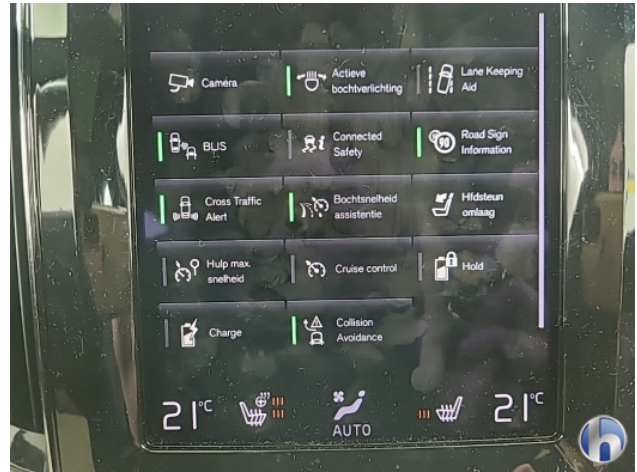 Camera
Actieve
bochtverlichting
Lane Keeping
Aid
BLIS
Connected
Safety
90
Road Sign
Information
Cross Traffic
Alert
Bochtsnelheid
assistentie
Hfdsteun
omlaag
Hulp max.
snelheid
Cruise control
Hold
Charge
Collision
Avoidance
21°C
AUTO
21°C
h